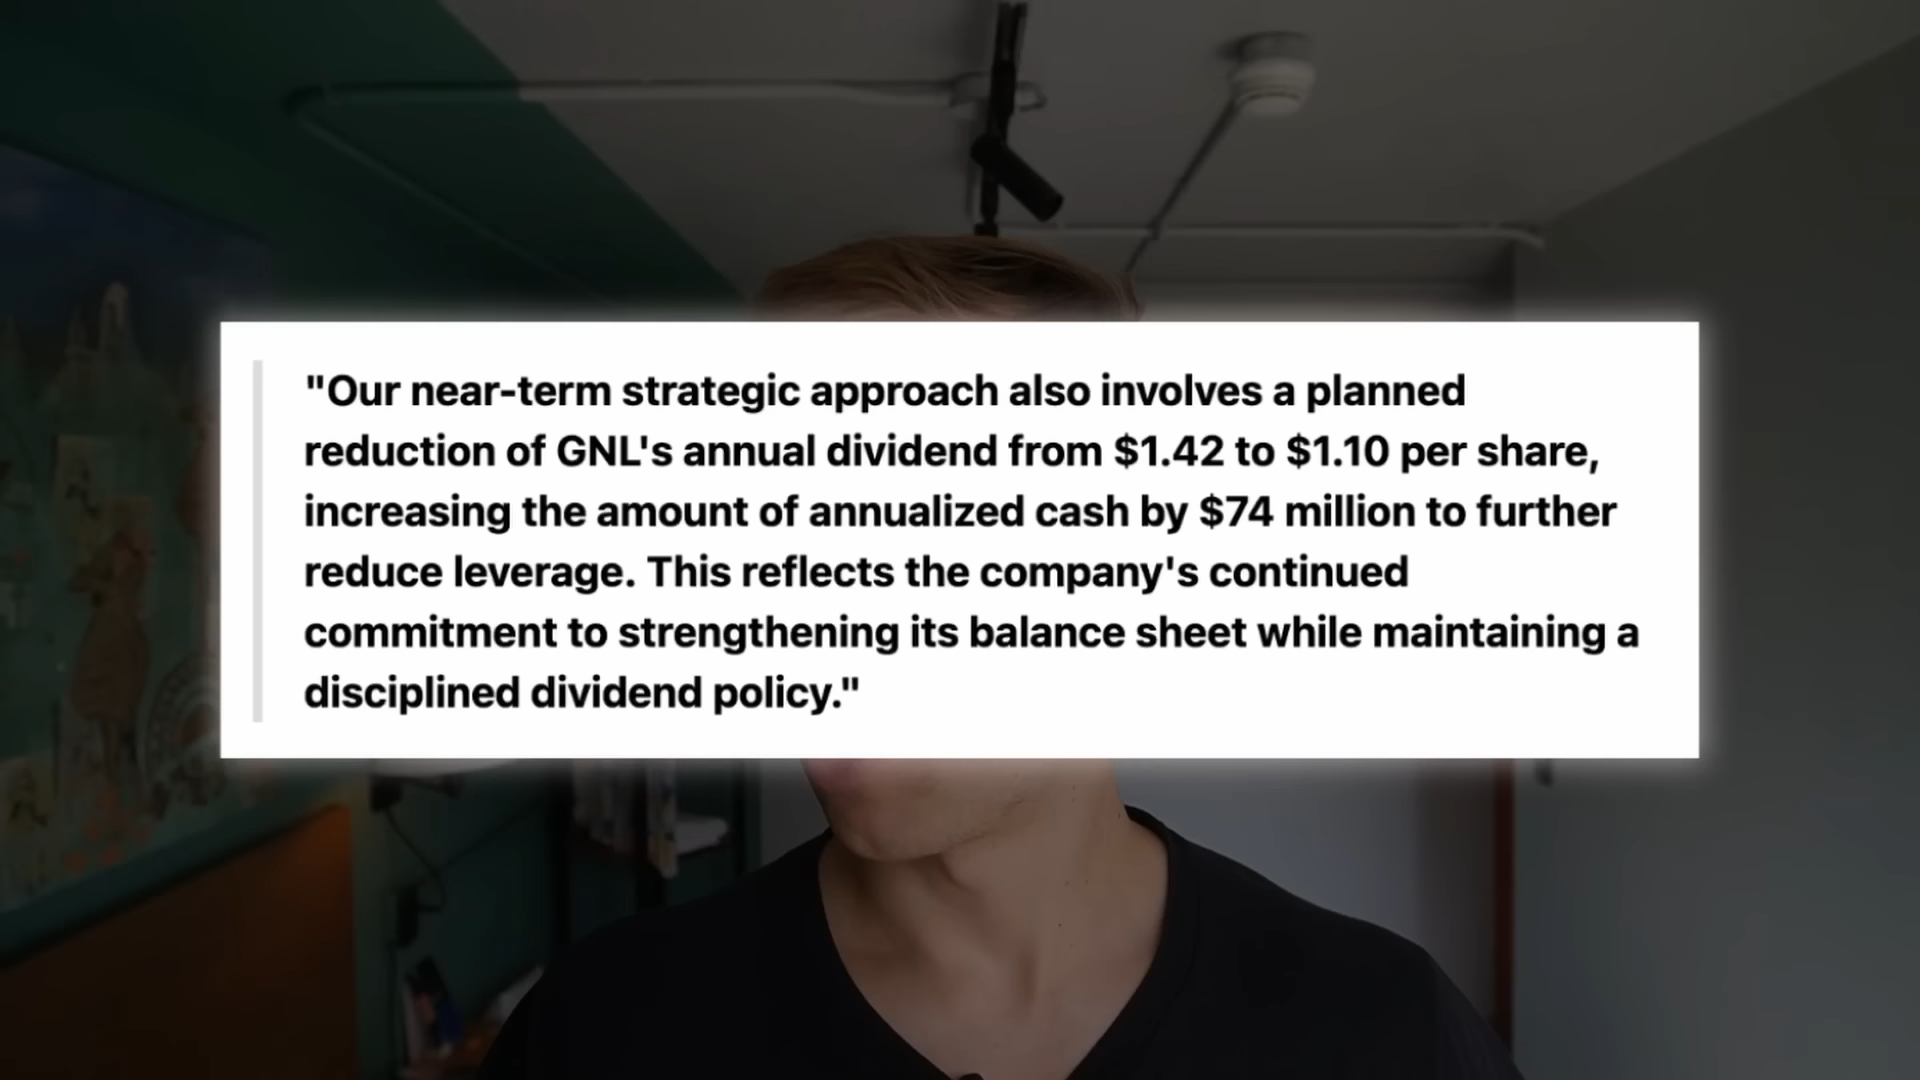 "Our near-term strategic approach also involves a planned
reduction of GNL's annual dividend from $1.42 to $1.10 per share,
increasing the amount of annualized cash by $74 million to further
reduce leverage. This reflects the company's continued
commitment to strengthening its balance sheet while maintaining a
disciplined dividend policy."